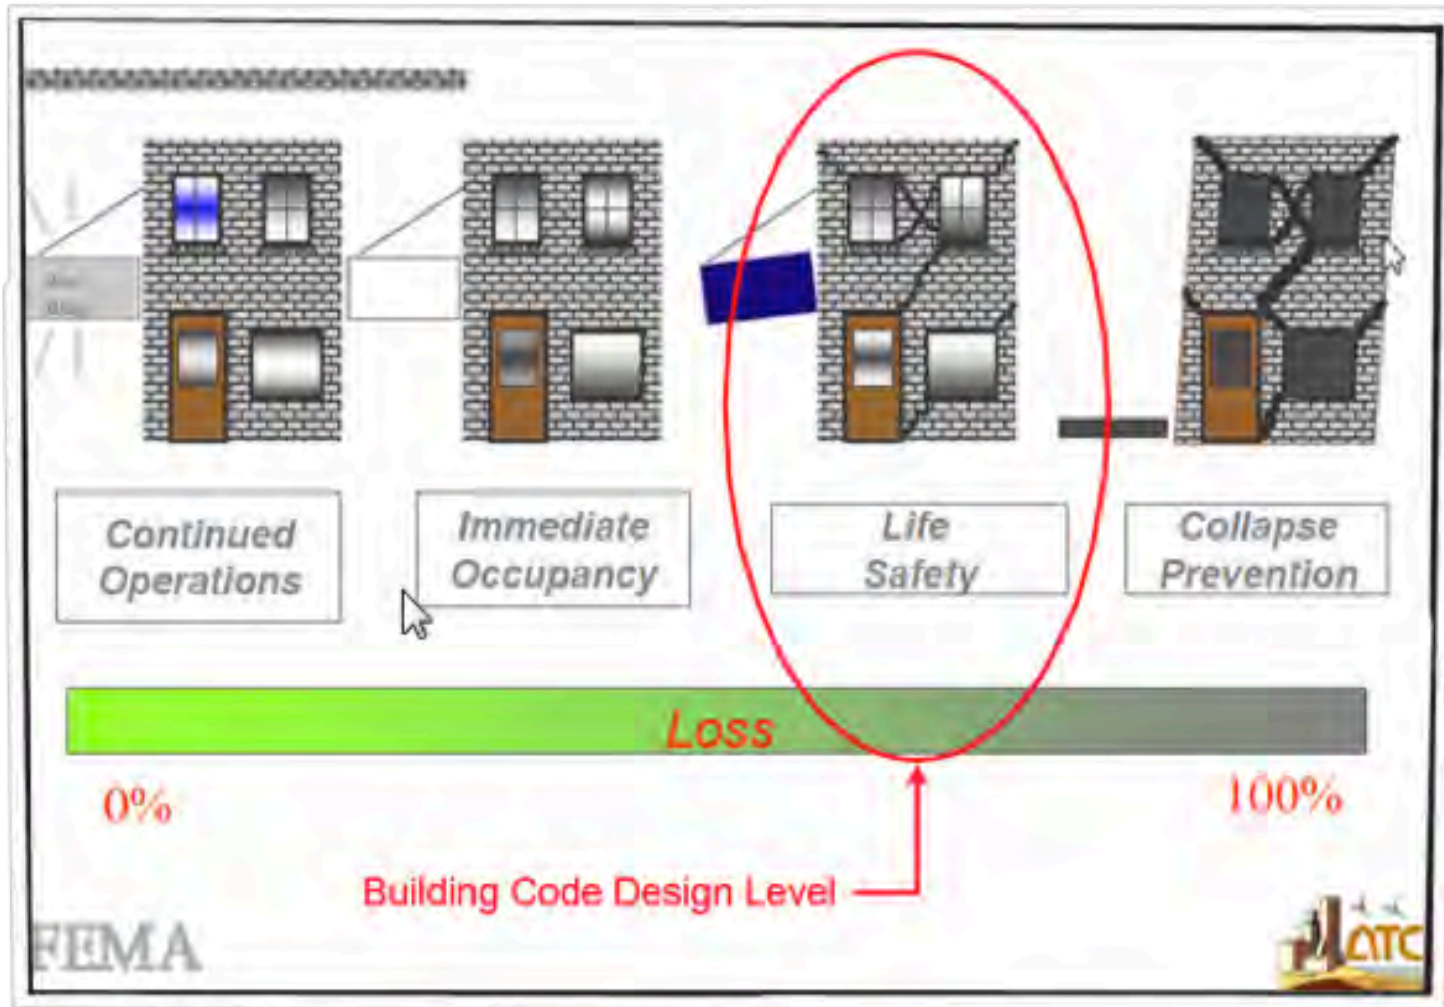 Continued
Operations
Immediate
Occupancy
Life
Safety
Collapse
Prevention
Loss
0%
100%
Building Code Design Level
FEMA
ATC